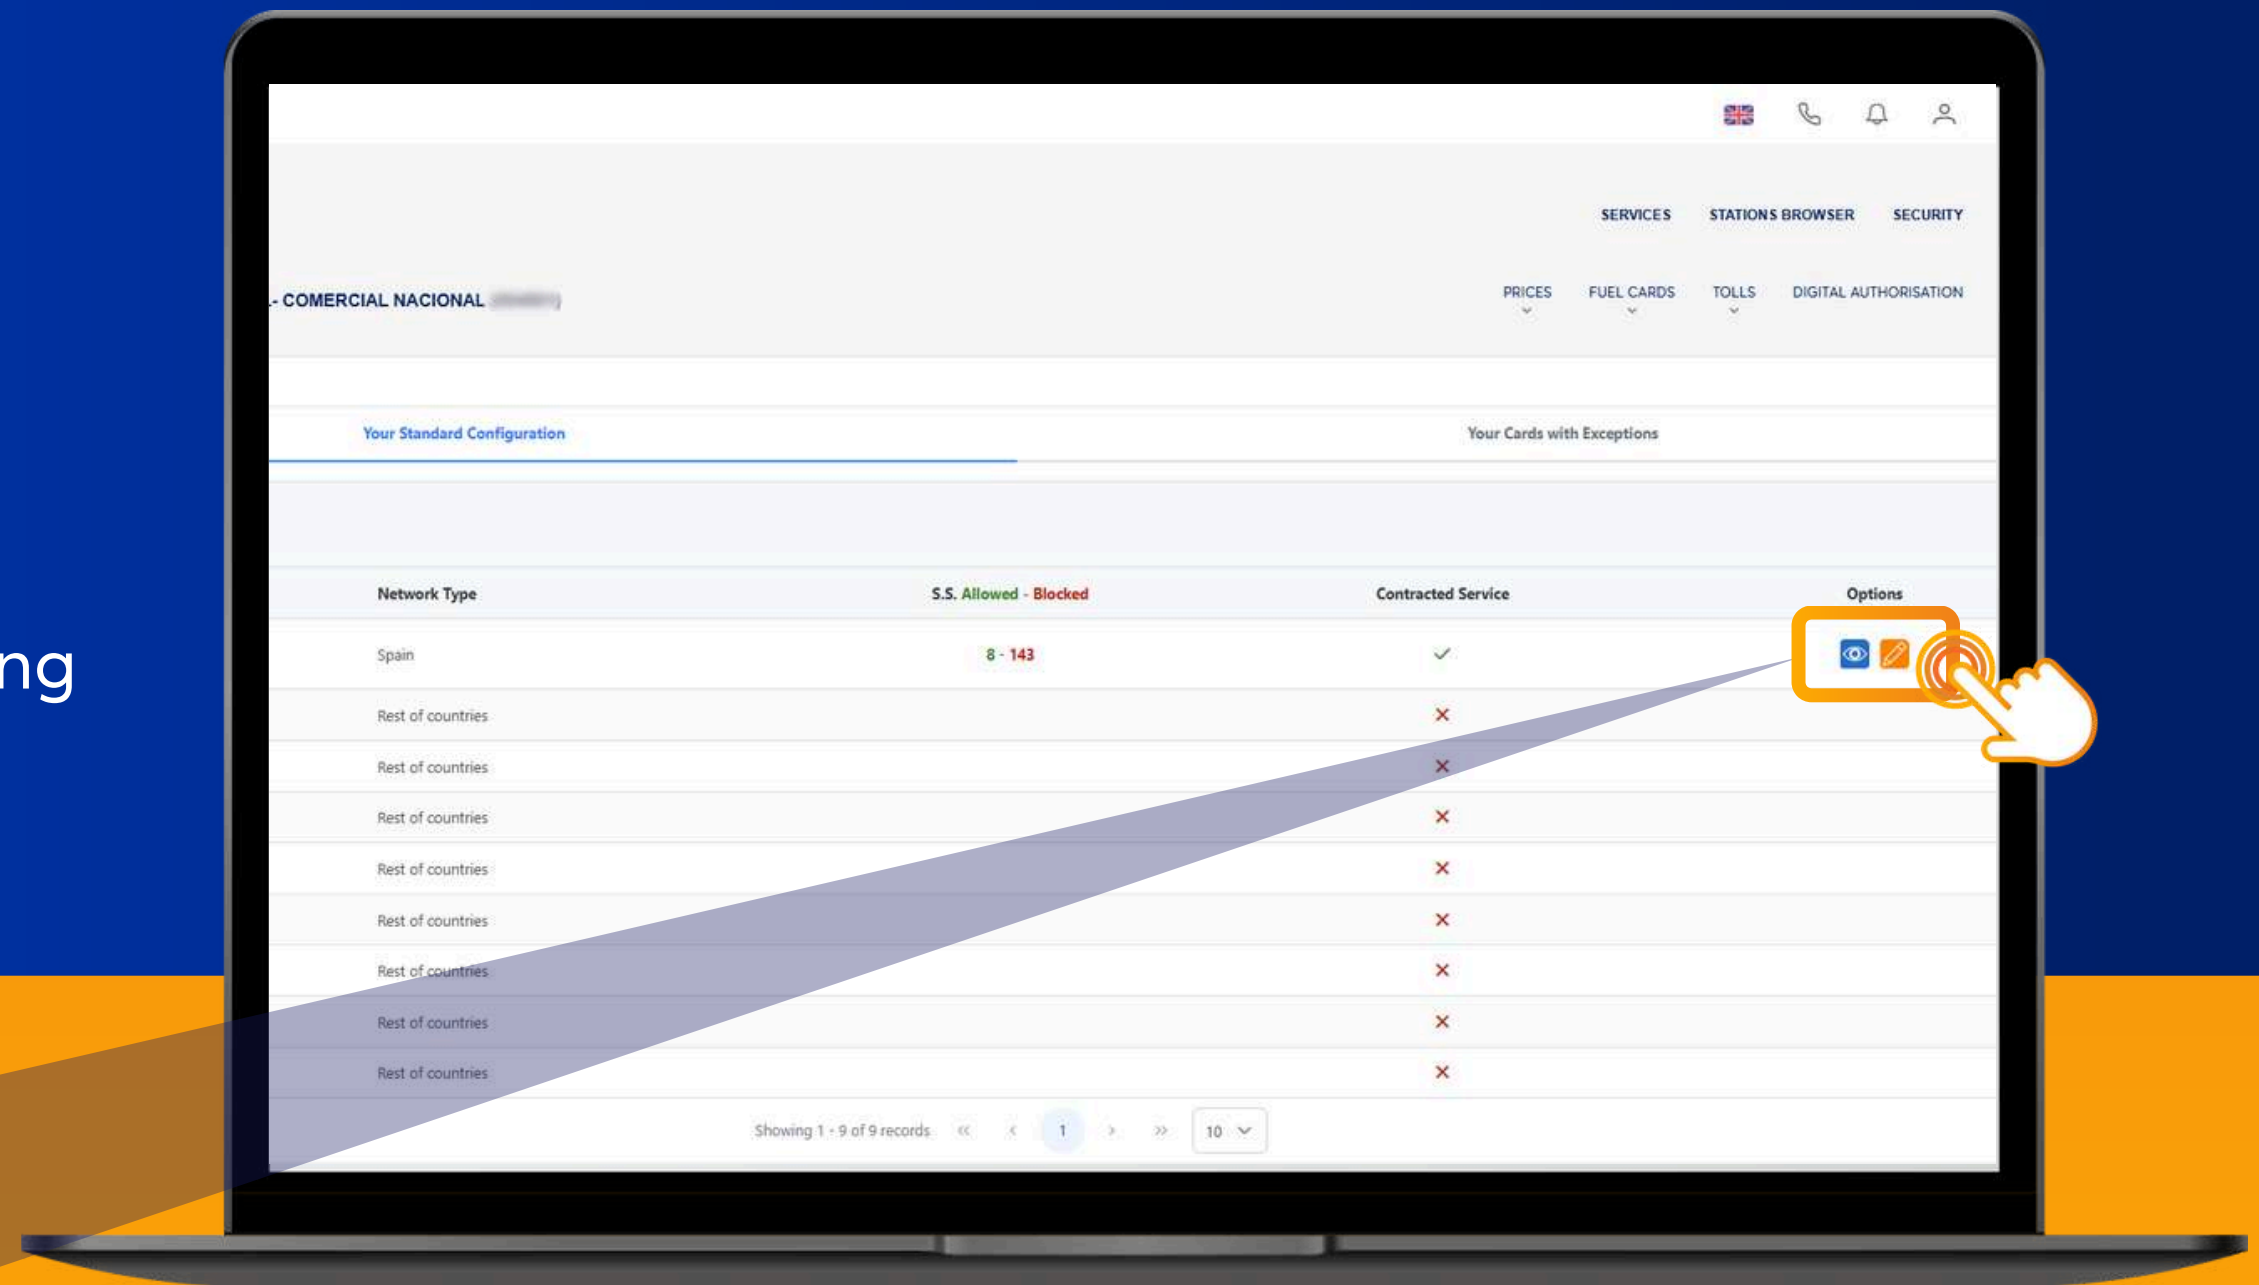 SERVICES STATIONS BROWSER SECURITY
- COMERCIAL NACIONAL
PRICES FUEL CARDS TOLLS DIGITAL AUTHORISATION
Your Standard Configuration Your Cards with Exceptions
Network Type S.S. Allowed - Blocked Contracted Service Options
Spain 8 - 143
ng
Rest of countries
Rest of countries
Rest of countries
Rest of countries
Rest of countries
Rest of countries
Rest of countries
Rest of countries
Showing 1 - 9 of 9 records « < 1 > » 10